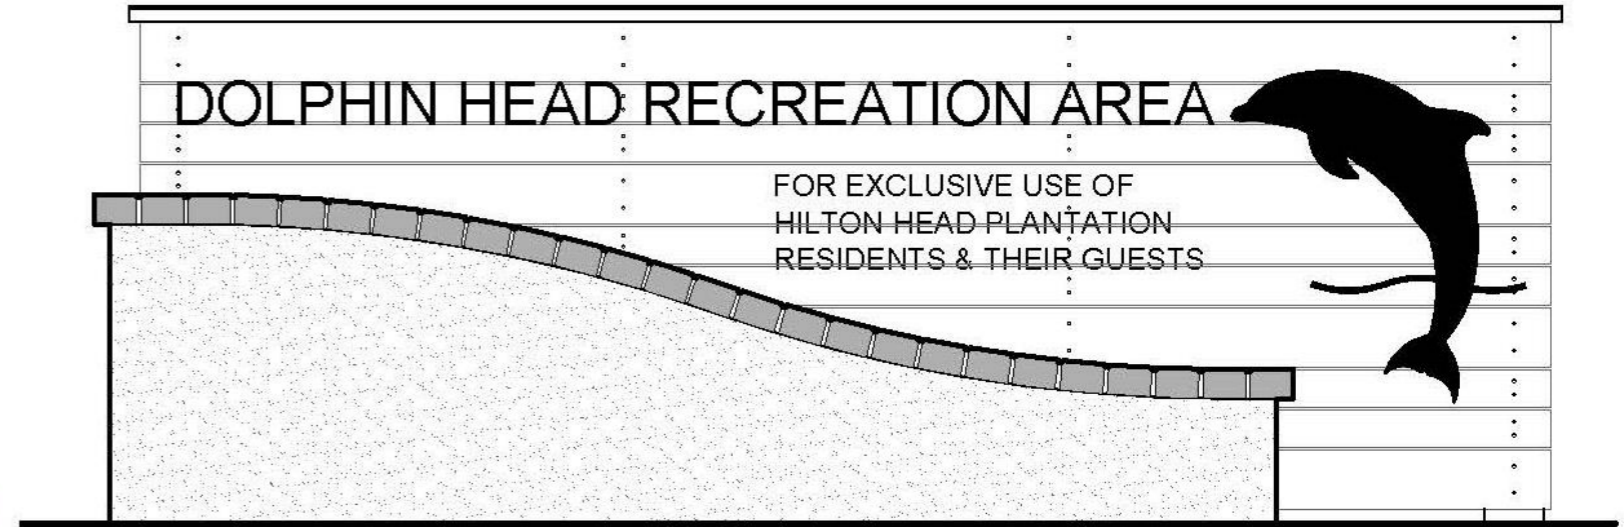 DOLPHIN HEAD RECREATION AREA
FOR EXCLUSIVE USE OF
HILTON HEAD PLANTATION
RESIDENTS & THEIR GUESTS